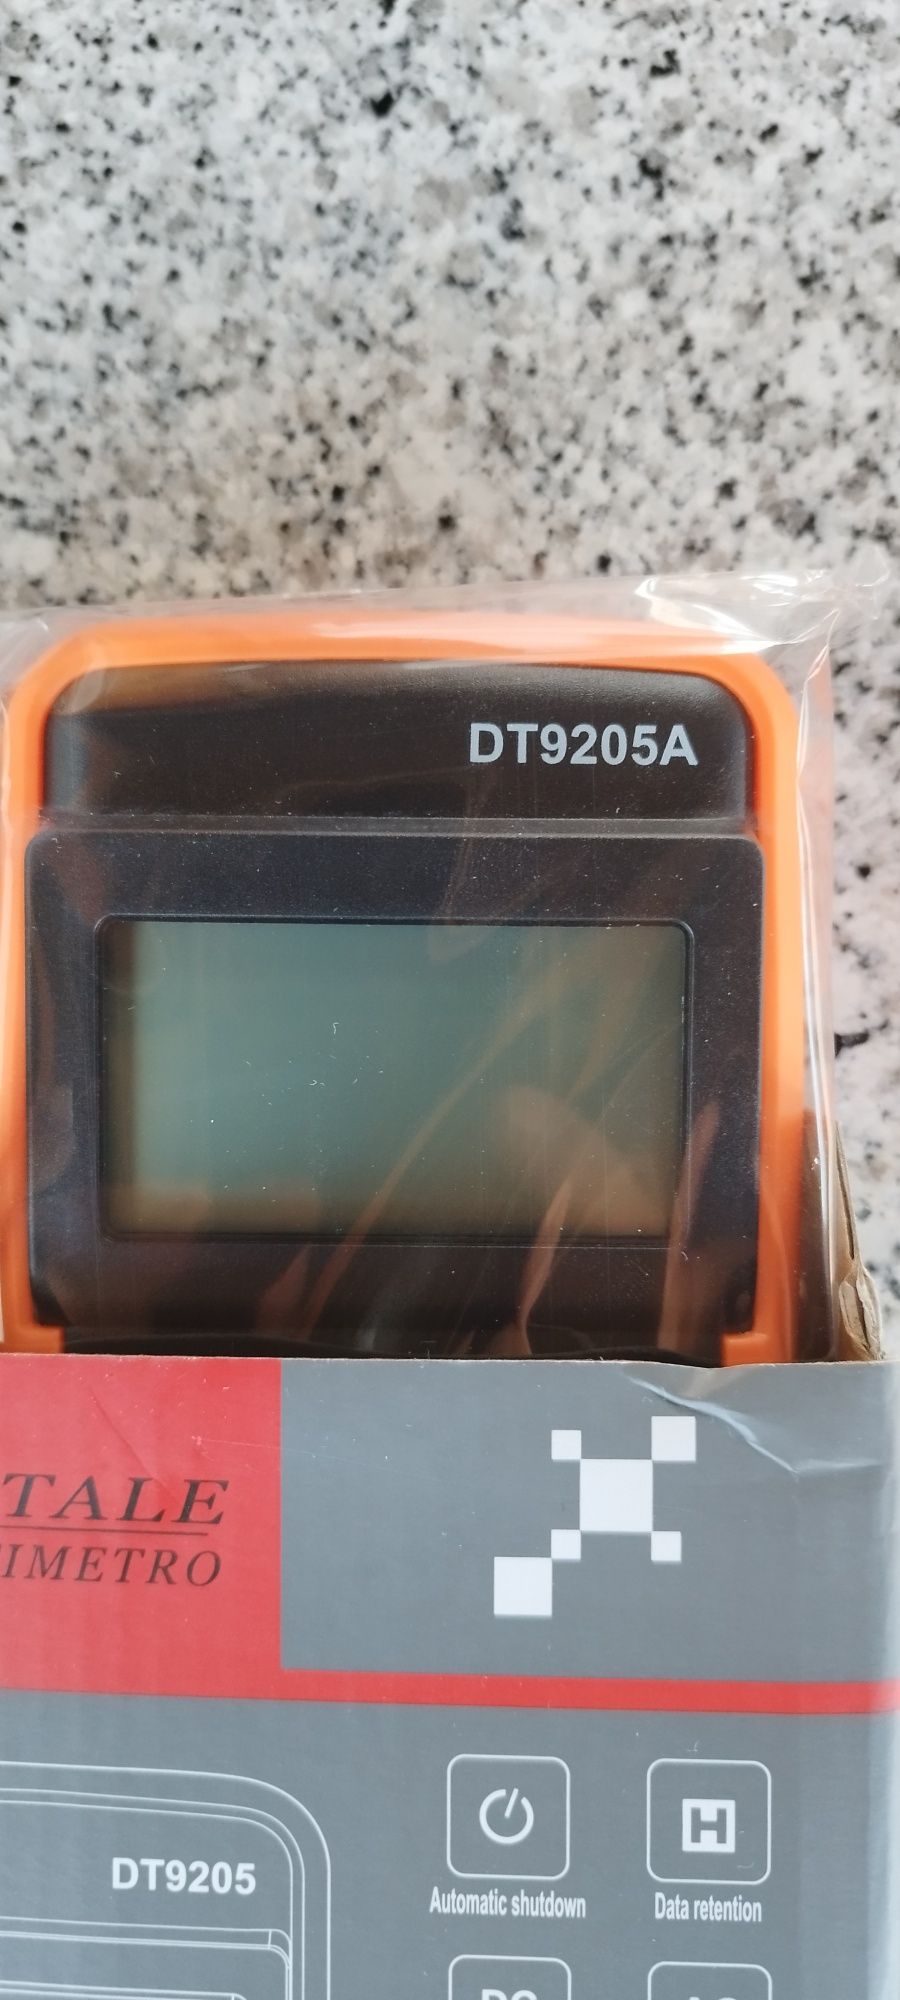 DT9205A
TALE
IMETRO
DT9205
Automatic shutdown
H
Data retention